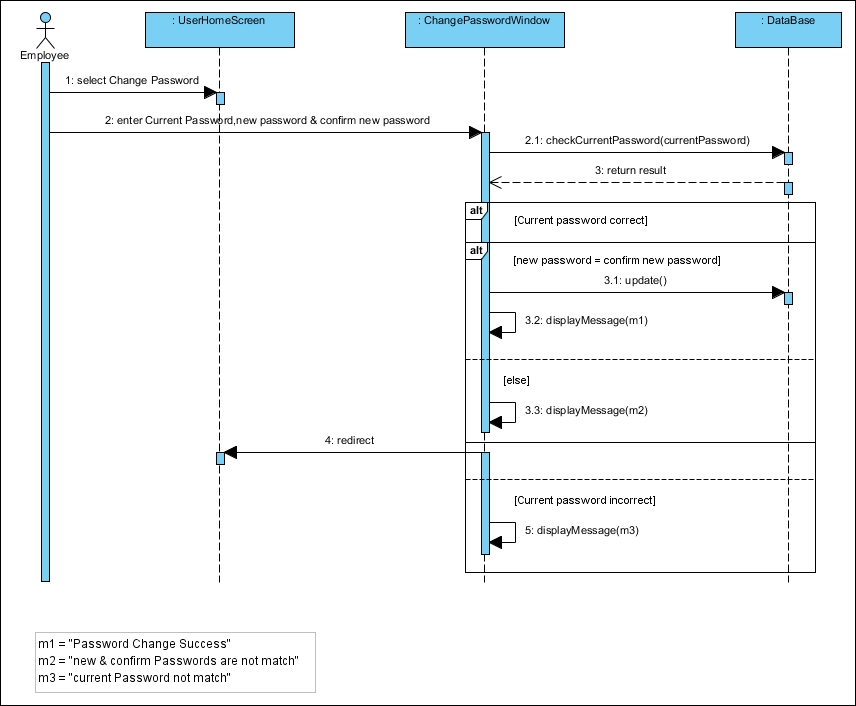 : UserHomeScreen
: ChangePasswordWindow
: DataBase
Employee
1: select Change Password
2: enter Current Password,new password & confirm new password
2.1: checkCurrentPassword(currentPassword)
3: return result
alt
[Current password correct]
alt
[new password = confirm new password]
3.1: update()
3.2: displayMessage(m1)
[else]
3.3: displayMessage(m2)
4: redirect
[Current password incorrect]
5: displayMessage(m3)
m1 = "Password Change Success"
m2 = "new & confirm Passwords are not match"
m3 = "current Password not match"